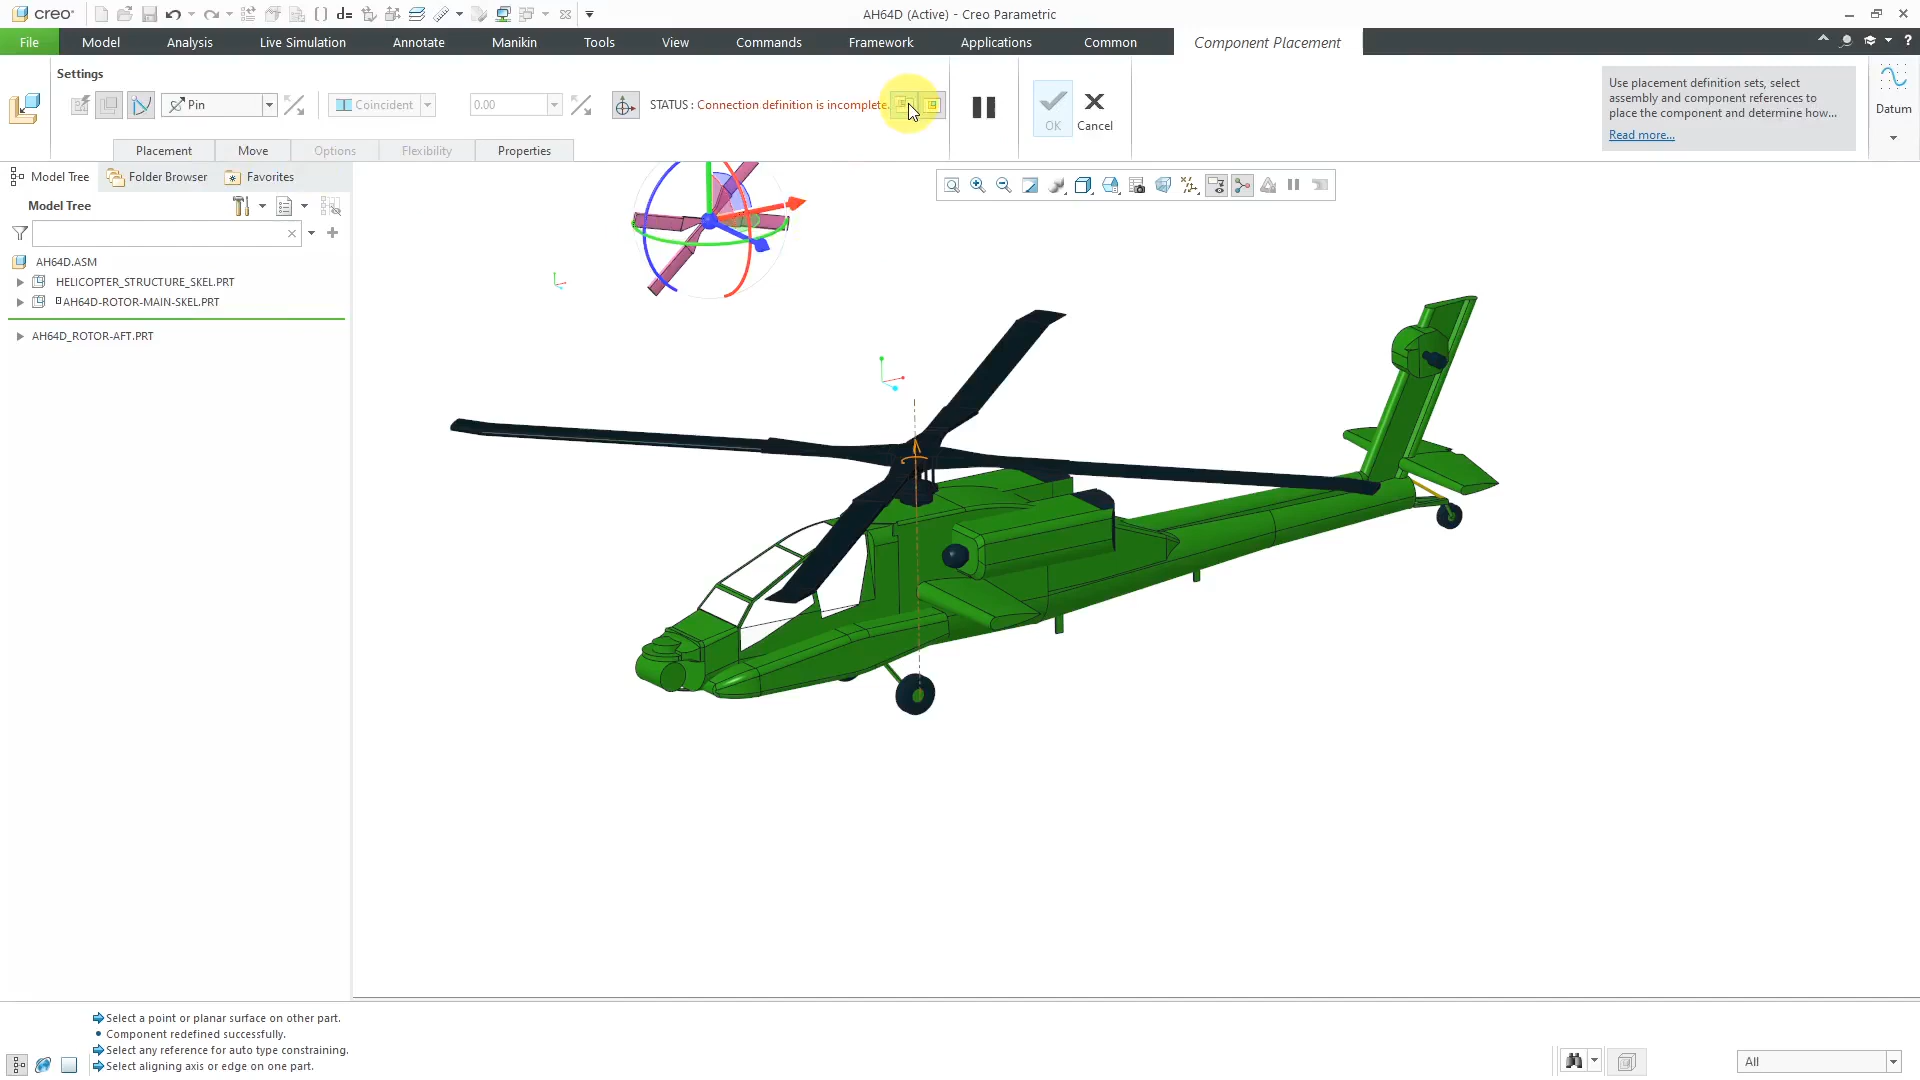 creo
AH64D (Active) - Creo Parametric
File
Model
Analysis
Live Simulation
Annotate
Manikin
Tools
View
Commands
Framework
Applications
Common
Component Placement
Settings
Pin
Coincident
0.00
STATUS : Connection definition is incomplete.
OK
Cancel
Use placement definition sets, select
assembly and component references to
place the component and determine how...
Read more...
Datum
Placement
Move
Options
Flexibility
Properties
Model Tree
Folder Browser
Favorites
Model Tree
AH64D.ASM
HELICOPTER_STRUCTURE_SKEL.PRT
AH64D-ROTOR-MAIN-SKEL.PRT
AH64D_ROTOR-AFT.PRT
Select a point or planar surface on other part.
Component redefined successfully.
Select any reference for auto type constraining.
Select aligning axis or edge on one part.
All